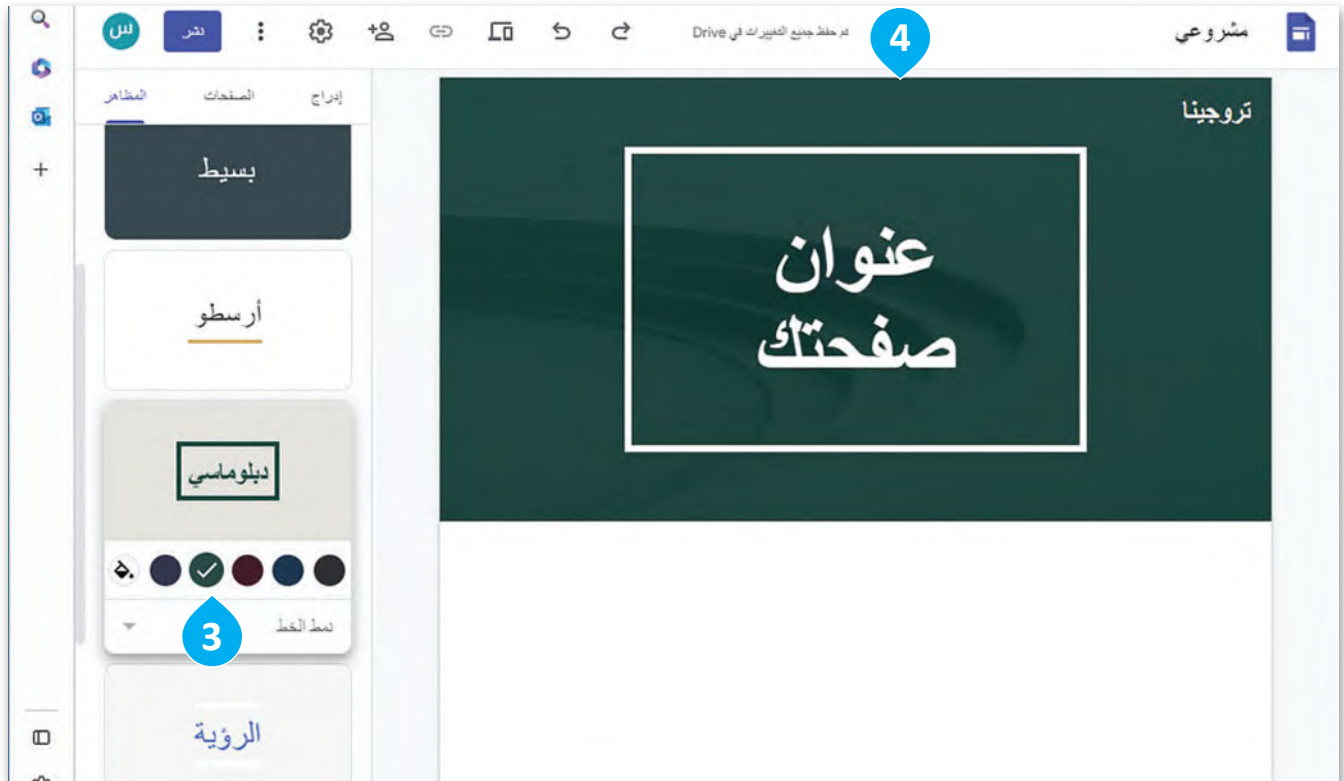 مشروعي
تم حفظ جميع التغييرات في Drive
نشر
س
4
إدراج
الصفحات
المظاهر
تروجينا
عنوان
صفحتك
بسيط
أرسطو
دبلوماسي
نمط الخط
3
الرؤية